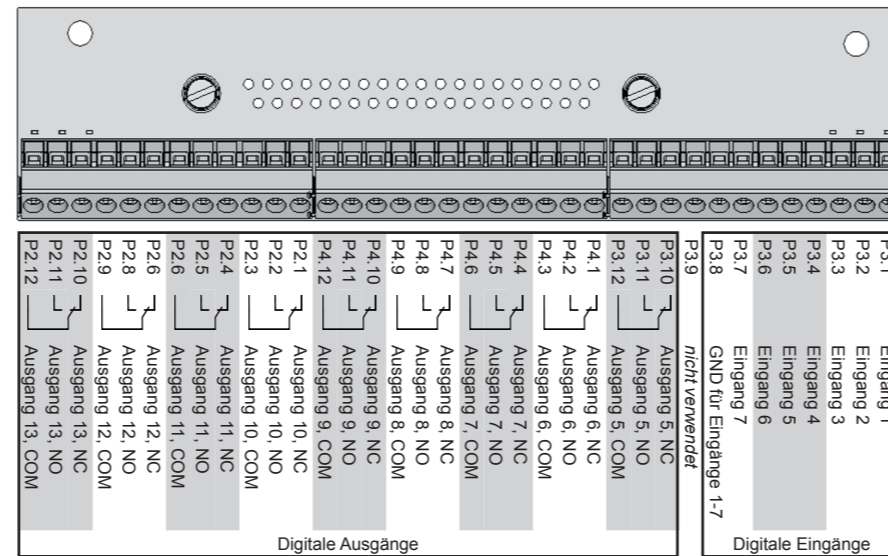 P2.12 Ausgang 13, COM
P2.11 Ausgang 13, NO
P2.10 Ausgang 13, NC
P2.9 Ausgang 12, COM
P2.8 Ausgang 12, NO
P2.6 Ausgang 12, NC
P2.6 Ausgang 11, COM
P2.5 Ausgang 11, NO
P2.4 Ausgang 11, NC
P2.3 Ausgang 10, COM
P2.2 Ausgang 10, NO
P2.1 Ausgang 10, NC
P4.12 Ausgang 9, COM
P4.11 Ausgang 9, NO
P4.10 Ausgang 9, NC
P4.9 Ausgang 8, COM
P4.8 Ausgang 8, NO
P4.7 Ausgang 8, NC
P4.6 Ausgang 7, COM
P4.5 Ausgang 7, NO
P4.4 Ausgang 7, NC
P4.3 Ausgang 6, COM
P4.2 Ausgang 6, NO
P4.1 Ausgang 6, NC
P3.12 Ausgang 5, COM
P3.11 Ausgang 5, NO
P3.10 Ausgang 5, NC
P3.9 nicht verwendet
P3.8 GND für Eingänge 1-7
P3.7 Eingang 7
P3.6 Eingang 6
P3.5 Eingang 5
P3.4 Eingang 4
P3.3 Eingang 3
P3.2 Eingang 2
P3.1 Eingang 1
Digitale Ausgänge
Digitale Eingänge